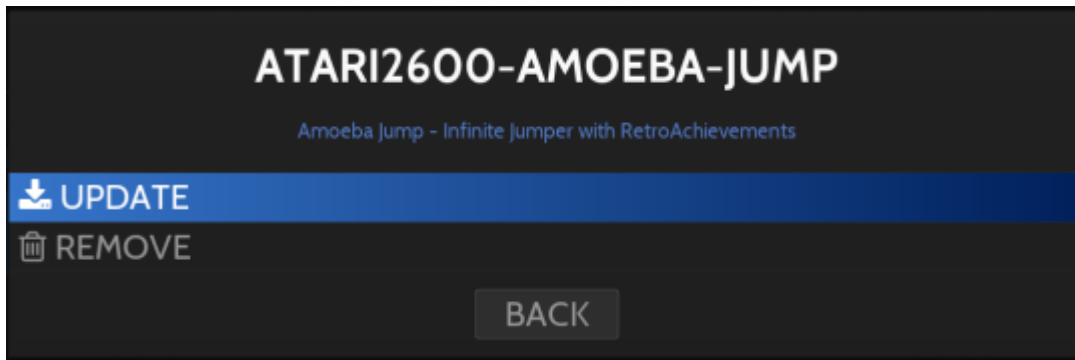 ATARI2600-AMOEBA-JUMP
Amoeba Jump - Infinite Jumper with RetroAchievements
UPDATE
REMOVE
BACK